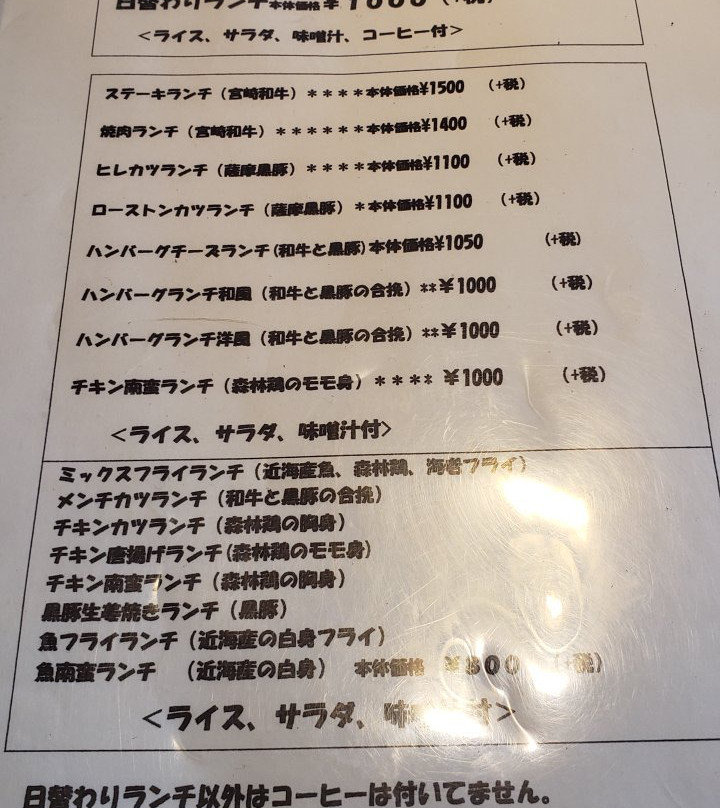 日替わりランチ本体価格¥1000（+税）
<ライス、サラダ、味噌汁、コーヒー付>
ステーキランチ（宮崎和牛）＊＊＊＊本体価格¥1500 （+税）
焼肉ランチ（宮崎和牛）＊＊＊＊＊＊本体価格¥1400 （+税）
ヒレカツランチ（薩摩黒豚）＊＊＊＊本体価格¥1100 （+税）
ローストンカツランチ（薩摩黒豚）＊本体価格¥1100 （+税）
ハンバーグチーズランチ(和牛と黒豚)本体価格¥1050 （+税）
ハンバーグランチ和風（和牛と黒豚の合挽）**￥1000 （+税）
ハンバーグランチ洋風（和牛と黒豚の合挽）**￥1000 （+税）
チキン南蛮ランチ（森林鶏のモモ身）＊＊＊* ￥1000 （+税）
<ライス、サラダ、味噌汁付>
ミックスフライランチ（近海産魚、森林鶏、海老フライ）
メンチカツランチ（和牛と黒豚の合挽）
チキンカツランチ（森林鶏の胸身）
チキン唐揚げランチ(森林鶏のモモ身)
チキン南蛮ランチ（森林鶏の胸身）
黒豚生姜焼きランチ（黒豚）
魚フライランチ（近海産の白身フライ）
魚南蛮ランチ （近海産の白身） 本体価格 ￥800 （+税）
<ライス、サラダ、味 付>
日替わりランチ以外はコーヒーは付いてません。